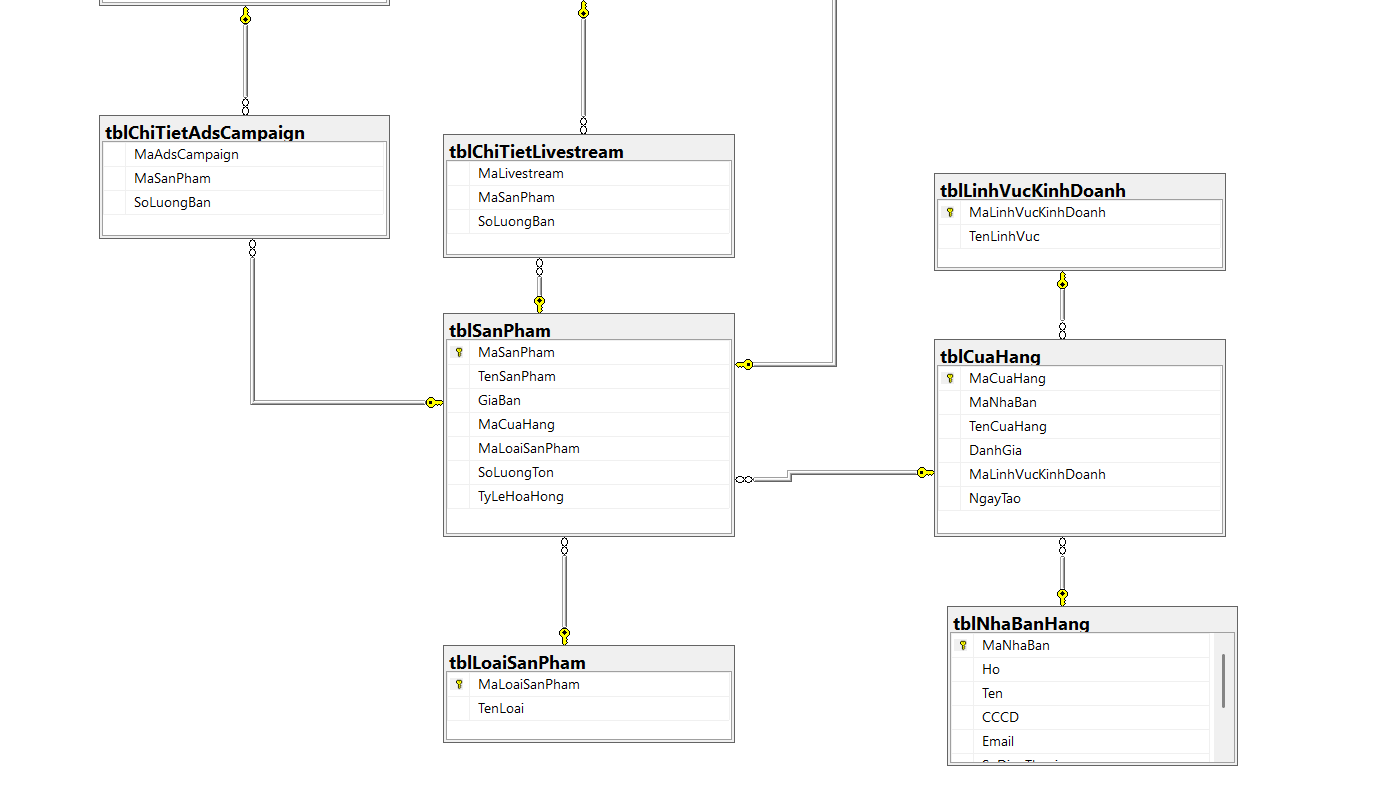 tblChiTietAdsCampaign
MaAdsCampaign
MaSanPham
SoLuongBan
tblChiTietLivestream
MaLivestream
MaSanPham
SoLuongBan
tblLinhVucKinhDoanh
MaLinhVucKinhDoanh
TenLinhVuc
tblSanPham
MaSanPham
TenSanPham
GiaBan
MaCuaHang
MaLoaiSanPham
SoLuongTon
TyLeHoaHong
tblCuaHang
MaCuaHang
MaNhaBan
TenCuaHang
DanhGia
MaLinhVucKinhDoanh
NgayTao
tblLoaiSanPham
MaLoaiSanPham
TenLoai
tblNhaBanHang
MaNhaBan
Ho
Ten
CCCD
Email